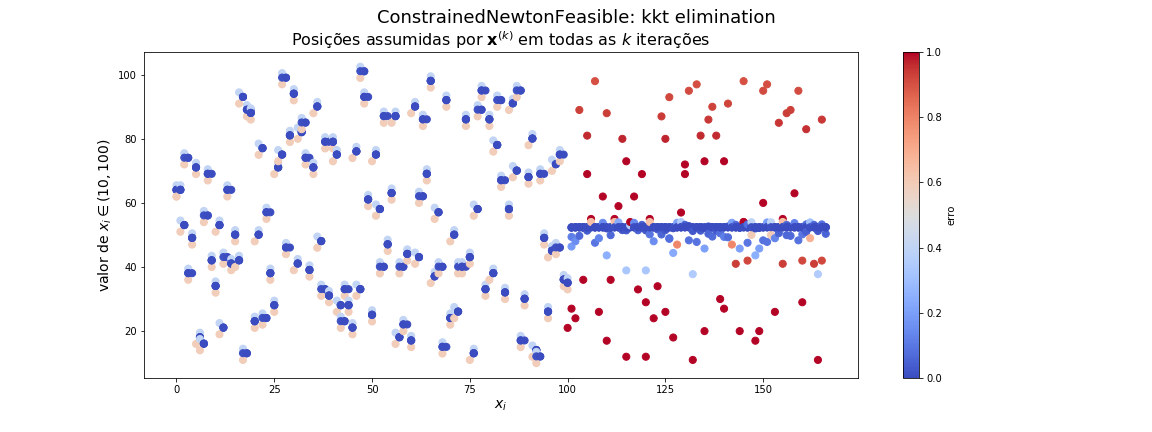 ConstrainedNewtonFeasible: kkt elimination
Posições assumidas por x^(k) em todas as k iterações
valor de x_i ∈ (10, 100)
100
80
60
40
20
0 25 50 75 100 125 150
x_i
1.0
0.8
0.6
0.4
0.2
0.0
erro